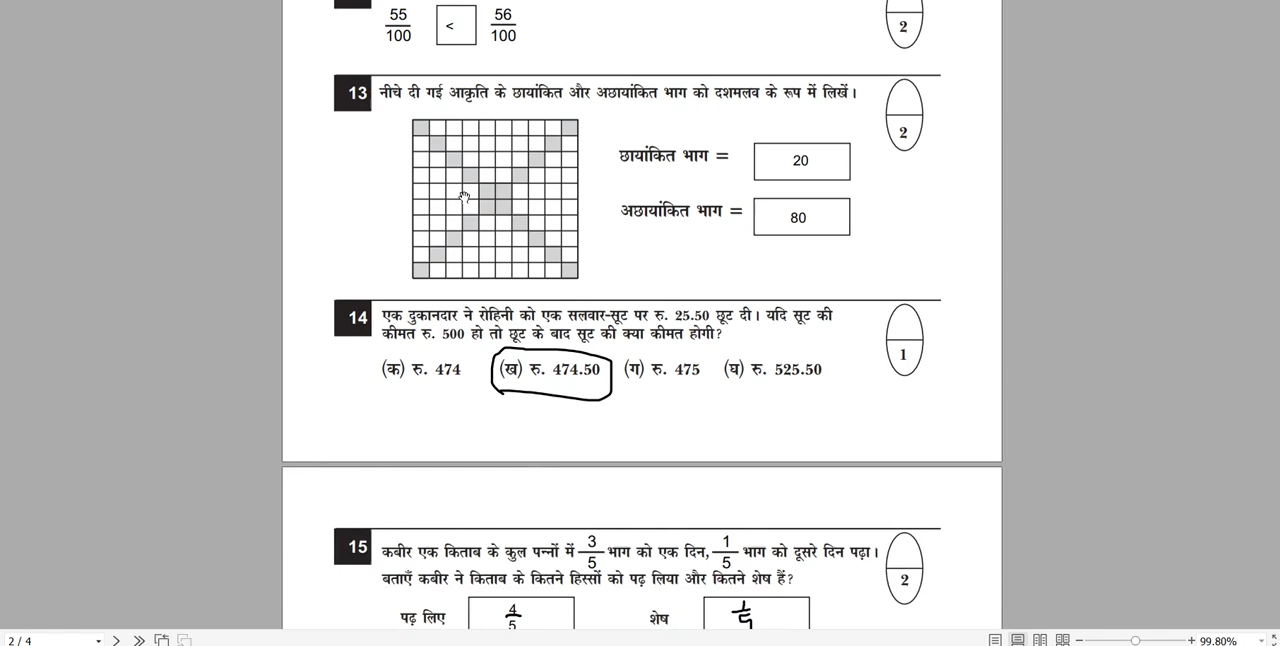 55
100
<
56
100
2
13 नीचे दी गई आकृति के छायांकित और अछायांकित भाग को दशमलव के रूप में लिखें।
2
छायांकित भाग = 20
अछायांकित भाग = 80
14 एक दुकानदार ने रोहिनी को एक सलवार-सूट पर रु. 25.50 छूट दी। यदि सूट की
कीमत रु. 500 हो तो छूट के बाद सूट की क्या कीमत होगी?
1
(क) रु. 474 (ख) रु. 474.50 (ग) रु. 475 (घ) रु. 525.50
15 कबीर एक किताब के कुल पन्नों में 3/5 भाग को एक दिन, 1/5 भाग को दूसरे दिन पढ़ा।
बताएँ कबीर ने किताब के कितने हिस्सों को पढ़ लिया और कितने शेष हैं?
2
पढ़ लिए 4/5 शेष 1/5
2 / 4 99.80%